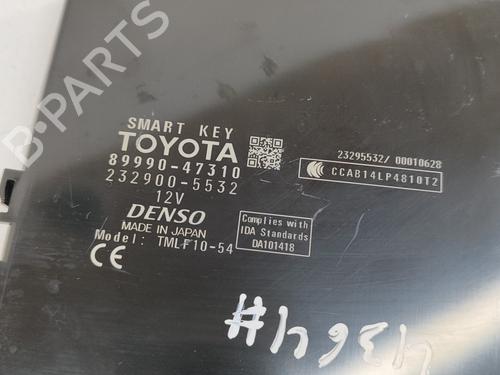 SMART KEY
TOYOTA
89990-47310
232900-5532
12V
DENSO
MADE IN JAPAN
Model: TMLF10-54
CE
Complies with
IDA Standards
DA101418
23295532/ 00010628
CCAB14LP4810T2
B-Parts